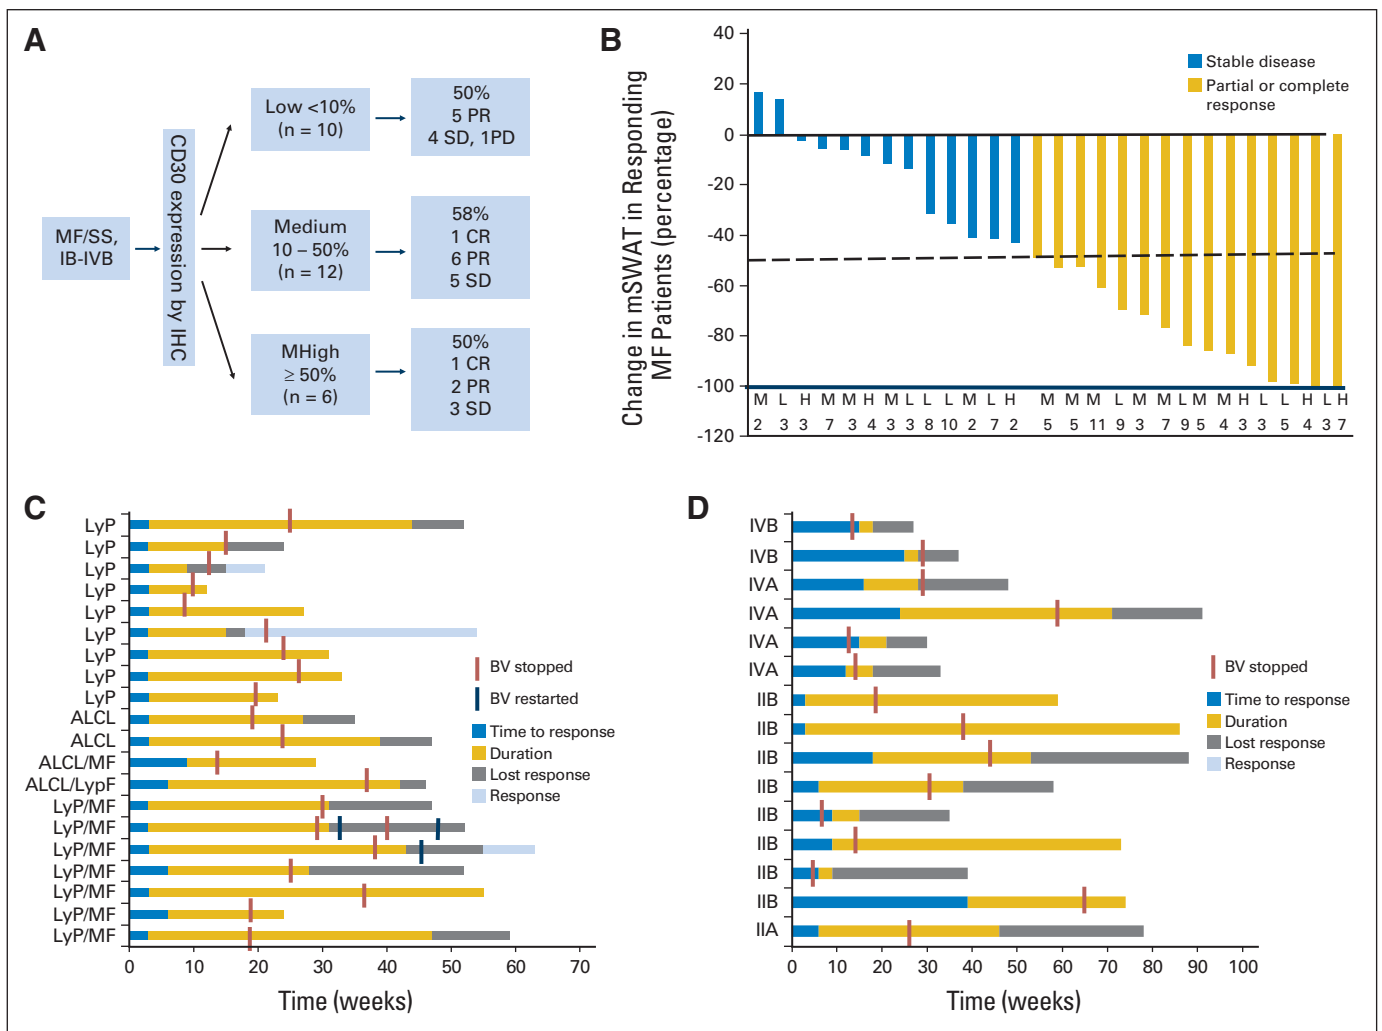 A
MF/SS,
IB-IVB
CD30 expression by IHC
Low <10%
(n = 10)
50%
5 PR
4 SD, 1PD
Medium
10 – 50%
(n = 12)
58%
1 CR
6 PR
5 SD
MHigh
≥ 50%
(n = 6)
50%
1 CR
2 PR
3 SD
B
Change in mSWAT in Responding
MF Patients (percentage)
40
20
0
-20
-40
-60
-80
-100
-120
Stable disease
Partial or complete
response
M L H M M H M L L L M L H M M M L M M L M M H L L H L H
2 3 3 7 3 4 3 3 8 10 2 7 2 5 5 11 9 3 7 9 5 4 3 3 5 4 3 7
C
LyP
LyP
LyP
LyP
LyP
LyP
LyP
LyP
LyP
ALCL
ALCL
ALCL/MF
ALCL/LypF
LyP/MF
LyP/MF
LyP/MF
LyP/MF
LyP/MF
LyP/MF
LyP/MF
BV stopped
BV restarted
Time to response
Duration
Lost response
Response
0 10 20 30 40 50 60 70
Time (weeks)
D
IVB
IVB
IVA
IVA
IVA
IVA
IIB
IIB
IIB
IIB
IIB
IIB
IIB
IIB
IIA
BV stopped
Time to response
Duration
Lost response
Response
0 10 20 30 40 50 60 70 80 90 100
Time (weeks)